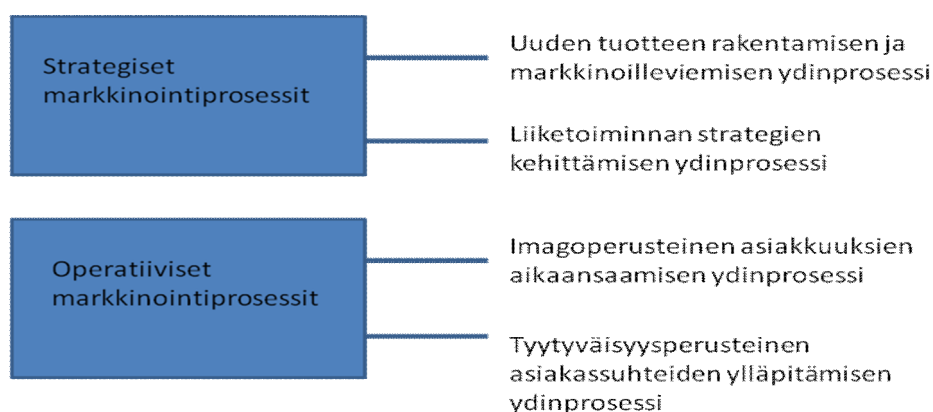 Strategiset
markkinointiprosessit
Uuden tuotteen rakentamisen ja
markkinoilleviemisen ydinprosessi
Liiketoiminnan strategien
kehittämisen ydinprosessi
Operatiiviset
markkinointiprosessit
Imagoperusteinen asiakkuuksien
aikaansaamisen ydinprosessi
Tyytyväisyysperusteinen
asiakassuhteiden ylläpitämisen
ydinprosessi